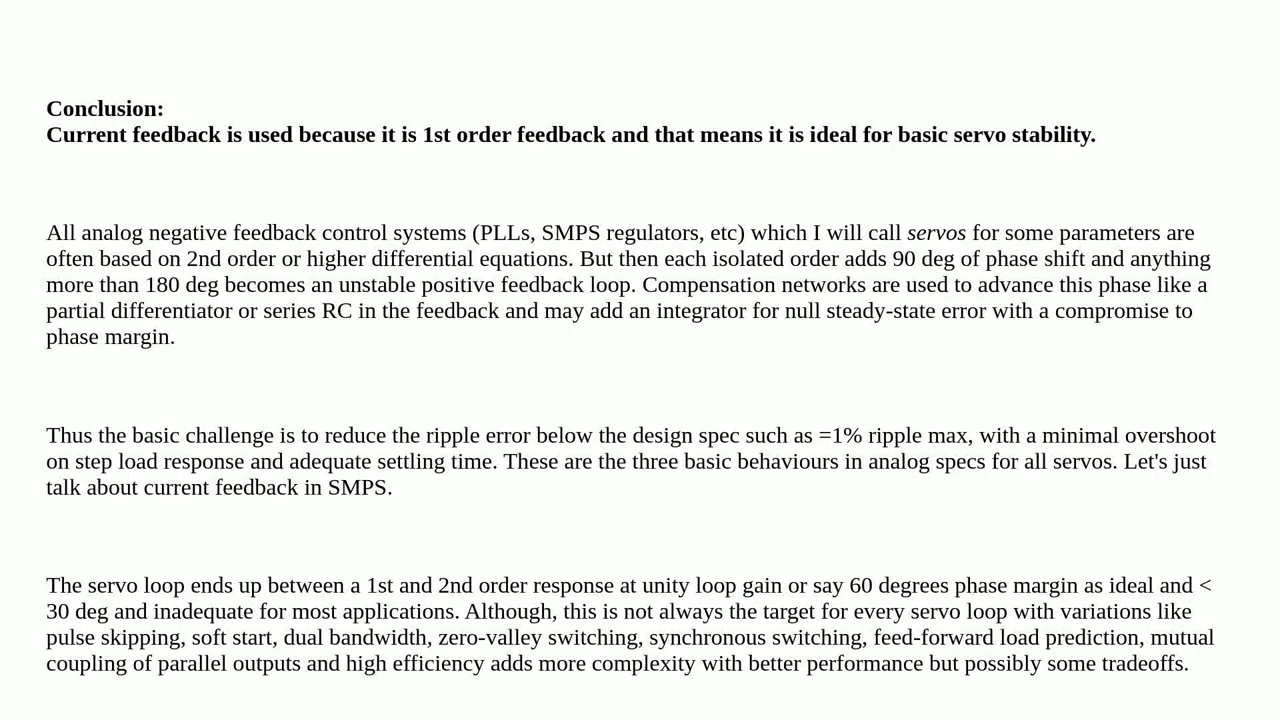 Conclusion:
Current feedback is used because it is 1st order feedback and that means it is ideal for basic servo stability.
All analog negative feedback control systems (PLLs, SMPS regulators, etc) which I will call servos for some parameters are
often based on 2nd order or higher differential equations. But then each isolated order adds 90 deg of phase shift and anything
more than 180 deg becomes an unstable positive feedback loop. Compensation networks are used to advance this phase like a
partial differentiator or series RC in the feedback and may add an integrator for null steady-state error with a compromise to
phase margin.
Thus the basic challenge is to reduce the ripple error below the design spec such as =1% ripple max, with a minimal overshoot
on step load response and adequate settling time. These are the three basic behaviours in analog specs for all servos. Let's just
talk about current feedback in SMPS.
The servo loop ends up between a 1st and 2nd order response at unity loop gain or say 60 degrees phase margin as ideal and <
30 deg and inadequate for most applications. Although, this is not always the target for every servo loop with variations like
pulse skipping, soft start, dual bandwidth, zero-valley switching, synchronous switching, feed-forward load prediction, mutual
coupling of parallel outputs and high efficiency adds more complexity with better performance but possibly some tradeoffs.